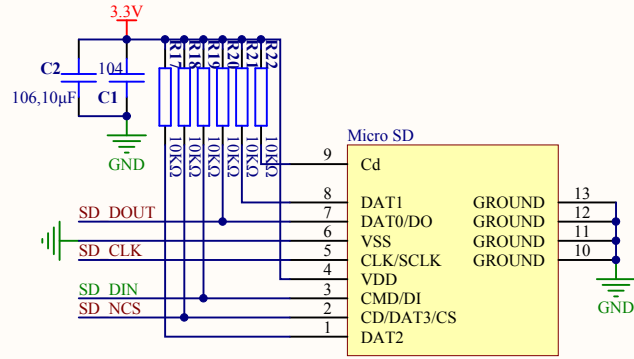 3.3V
R17
R18
R19
R20
R21
R22
C2
104
106,10μF
C1
GND
10KΩ
10KΩ
10KΩ
10KΩ
10KΩ
10KΩ
Micro SD
9 Cd
8 DAT1 GROUND 13
SD_DOUT 7 DAT0/DO GROUND 12
6 VSS GROUND 11
SD_CLK 5 CLK/SCLK GROUND 10
4 VDD
SD_DIN 3 CMD/DI
GND
SD_NCS 2 CD/DAT3/CS
1 DAT2